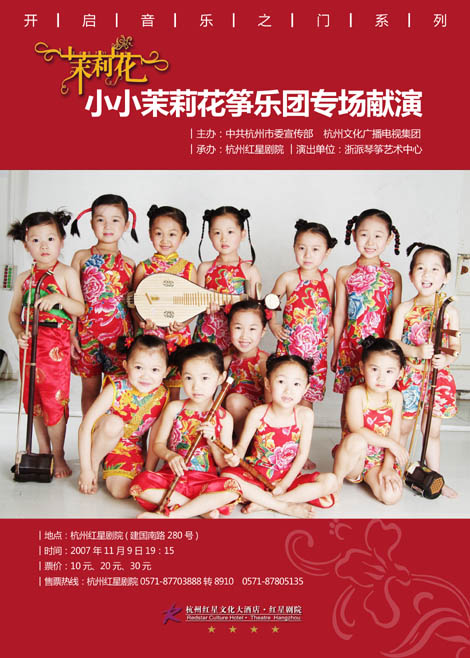 开启音乐之门系列
茉莉花
小小茉莉花筝乐团专场献演
主办：中共杭州市委宣传部 杭州文化广播电视集团
承办：杭州红星剧院 | 演出单位：浙派琴筝艺术中心
地点：杭州红星剧院 ( 建国南路 280 号 )
时间：2007 年 11 月 9 日 19：15
票价：10 元、20 元、30 元
售票热线：杭州红星剧院 0571-87703888 转 8910 0571-87805135
杭州红星文化大酒店·红星剧院
Redstar Culture Hotel · Theatre Hangzhou